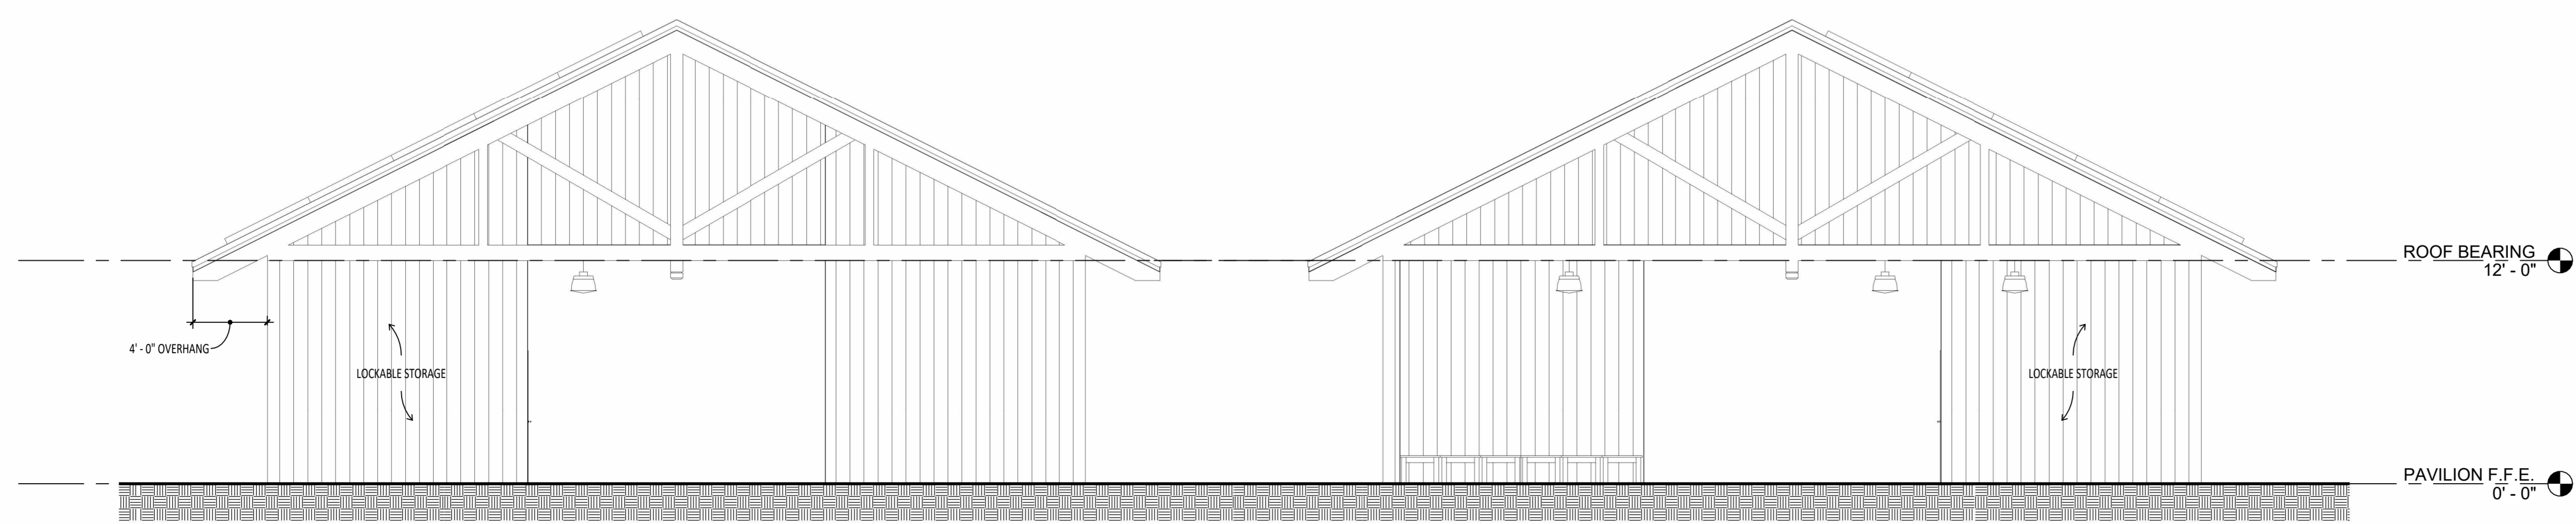 ROOF BEARING
12' - 0"
4' - 0" OVERHANG
LOCKABLE STORAGE
LOCKABLE STORAGE
PAVILION F.F.E.
0' - 0"